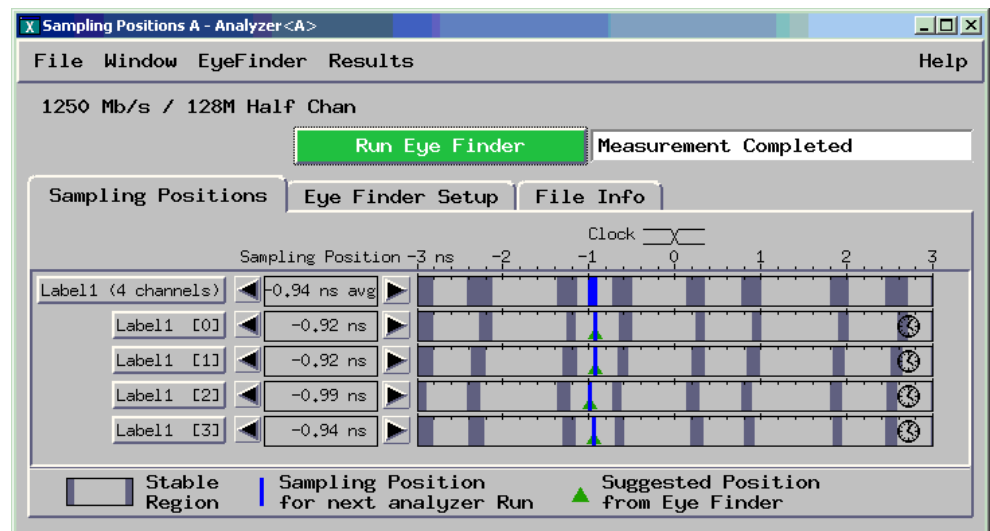 X Sampling Positions A - Analyzer<A>
File Window EyeFinder Results Help
1250 Mb/s / 128M Half Chan
Run Eye Finder Measurement Completed
Sampling Positions Eye Finder Setup File Info
Clock
Sampling Position -3 ns -2 -1 0 1 2 3
Label1 (4 channels) -0.94 ns avg
Label1 [0] -0.92 ns
Label1 [1] -0.92 ns
Label1 [2] -0.99 ns
Label1 [3] -0.94 ns
Stable Region
Sampling Position for next analyzer Run
Suggested Position from Eye Finder